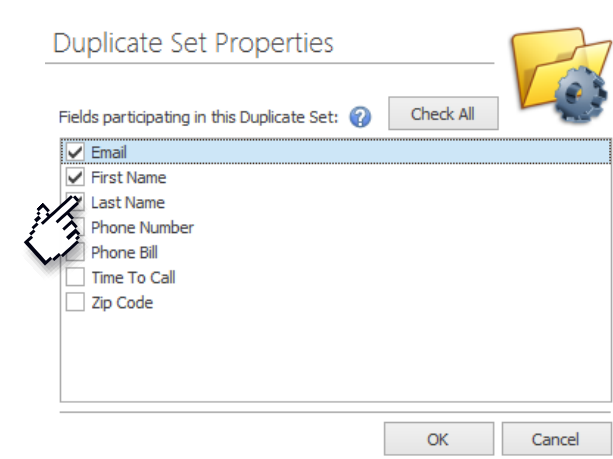 Duplicate Set Properties
Fields participating in this Duplicate Set: ? Check All
Email
First Name
Last Name
Phone Number
Phone Bill
Time To Call
Zip Code
OK Cancel